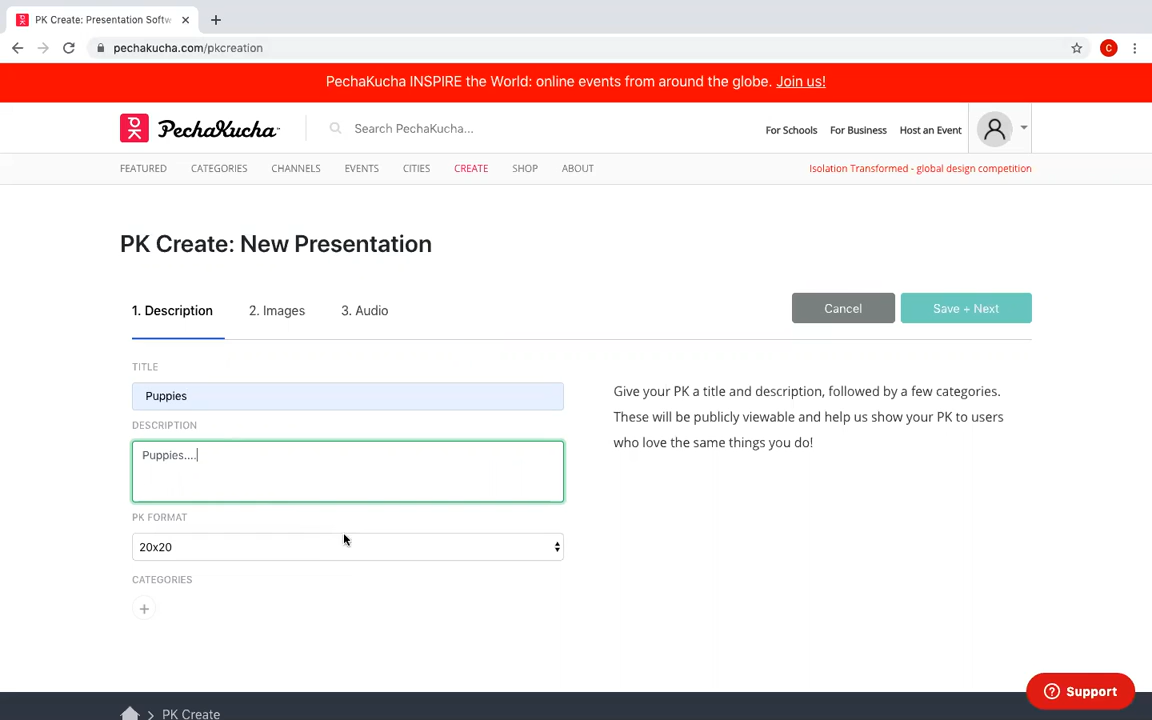 PK Create: Presentation Softw
pechakucha.com/pkcreation
C
PechaKucha INSPIRE the World: online events from around the globe. Join us!
PK PechaKucha
Search PechaKucha...
For Schools For Business Host an Event
FEATURED CATEGORIES CHANNELS EVENTS CITIES CREATE SHOP ABOUT
Isolation Transformed - global design competition
PK Create: New Presentation
1. Description 2. Images 3. Audio
Cancel Save + Next
TITLE
Puppies
DESCRIPTION
Puppies....
PK FORMAT
20x20
CATEGORIES
Give your PK a title and description, followed by a few categories.
These will be publicly viewable and help us show your PK to users
who love the same things you do!
Support
PK Create